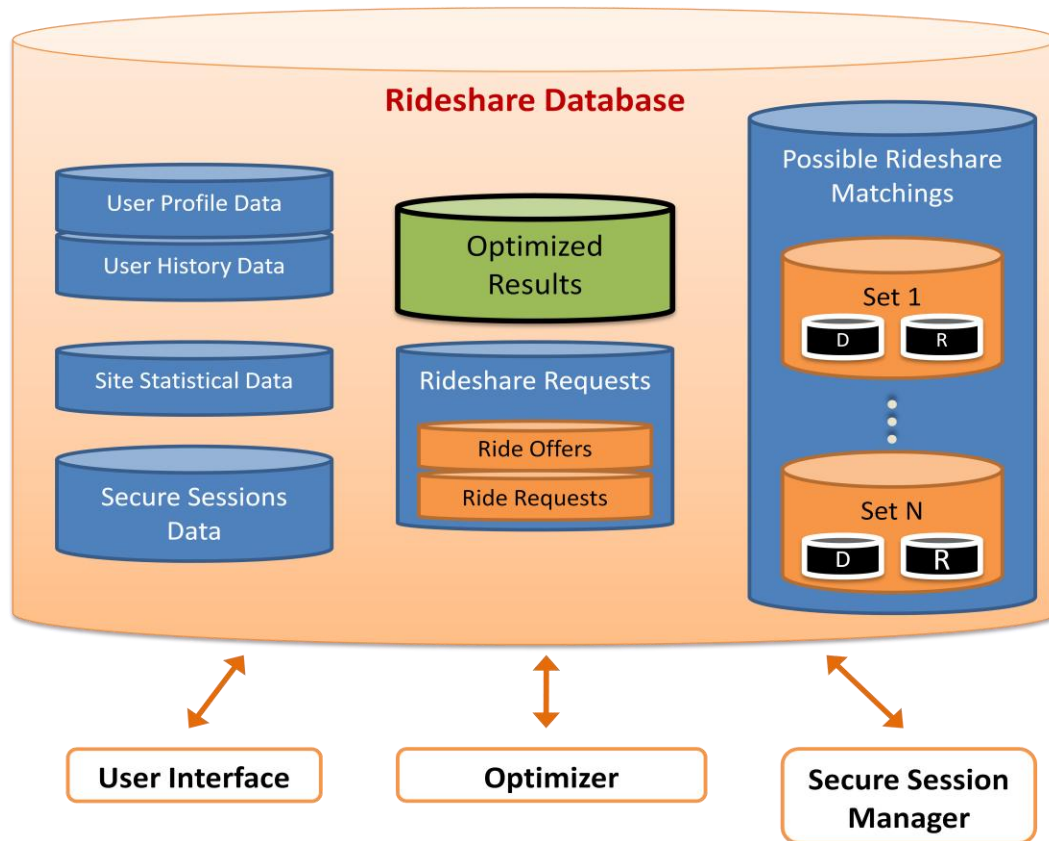 Rideshare Database
User Profile Data
User History Data
Site Statistical Data
Secure Sessions
Data
Optimized
Results
Rideshare Requests
Ride Offers
Ride Requests
Possible Rideshare
Matchings
Set 1
D R
Set N
D R
User Interface
Optimizer
Secure Session
Manager